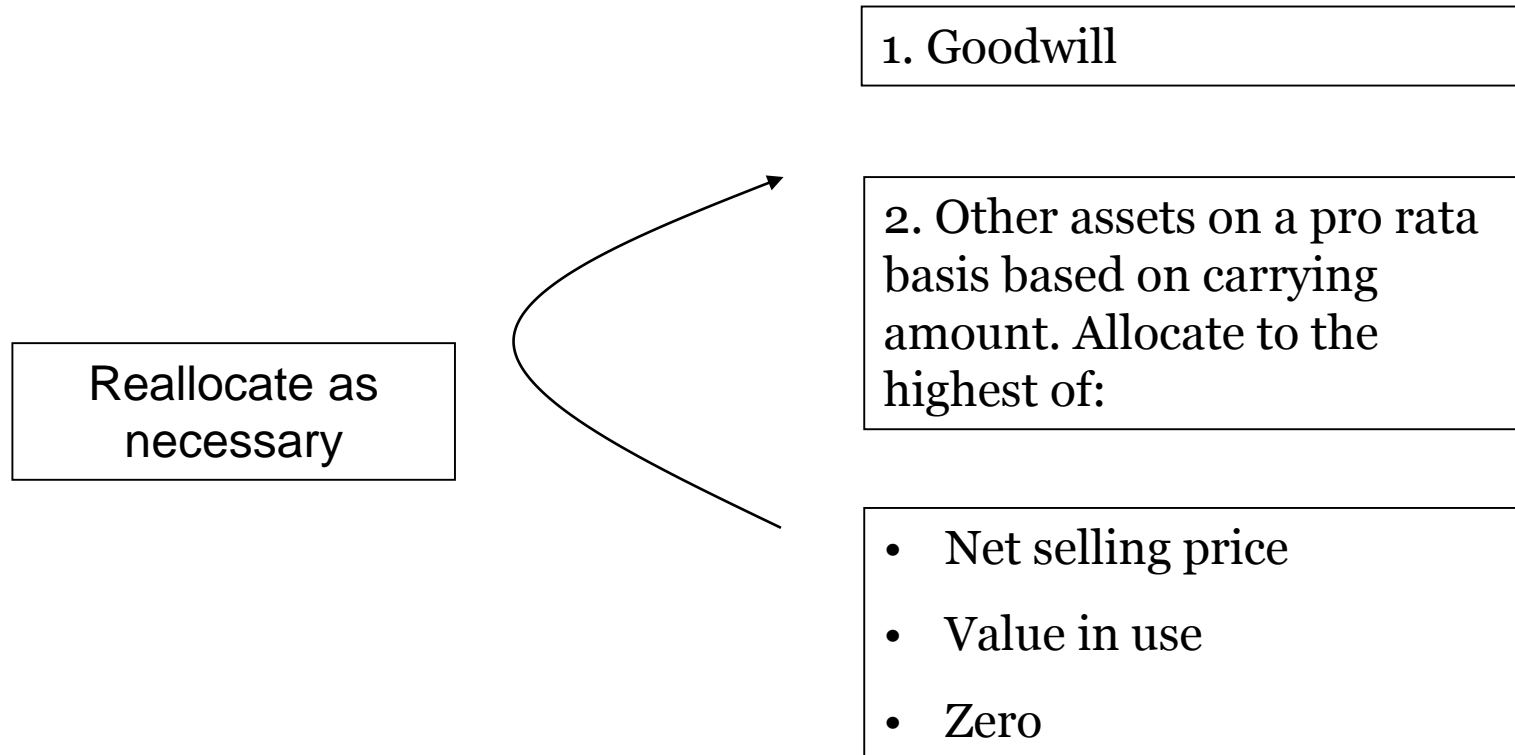 1. Goodwill
2. Other assets on a pro rata
basis based on carrying
amount. Allocate to the
highest of:
Reallocate as
necessary
• Net selling price
• Value in use
• Zero